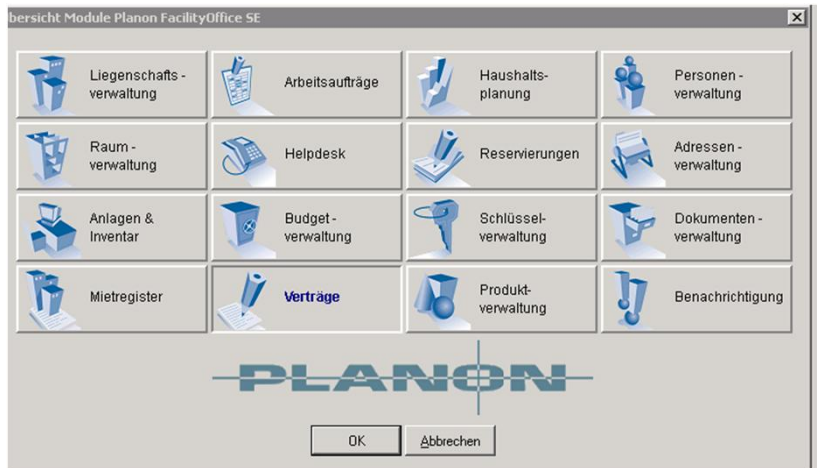 bersicht Module Planon FacilityOffice SE
Liegenschafts -
verwaltung
Arbeitsaufträge
Haushalts-
planung
Personen -
verwaltung
Raum -
verwaltung
Helpdesk
Reservierungen
Adressen -
verwaltung
Anlagen &
Inventar
Budget -
verwaltung
Schlüssel-
verwaltung
Dokumenten -
verwaltung
Mietregister
Verträge
Produkt-
verwaltung
Benachrichtigung
PLANON
OK
Abbrechen